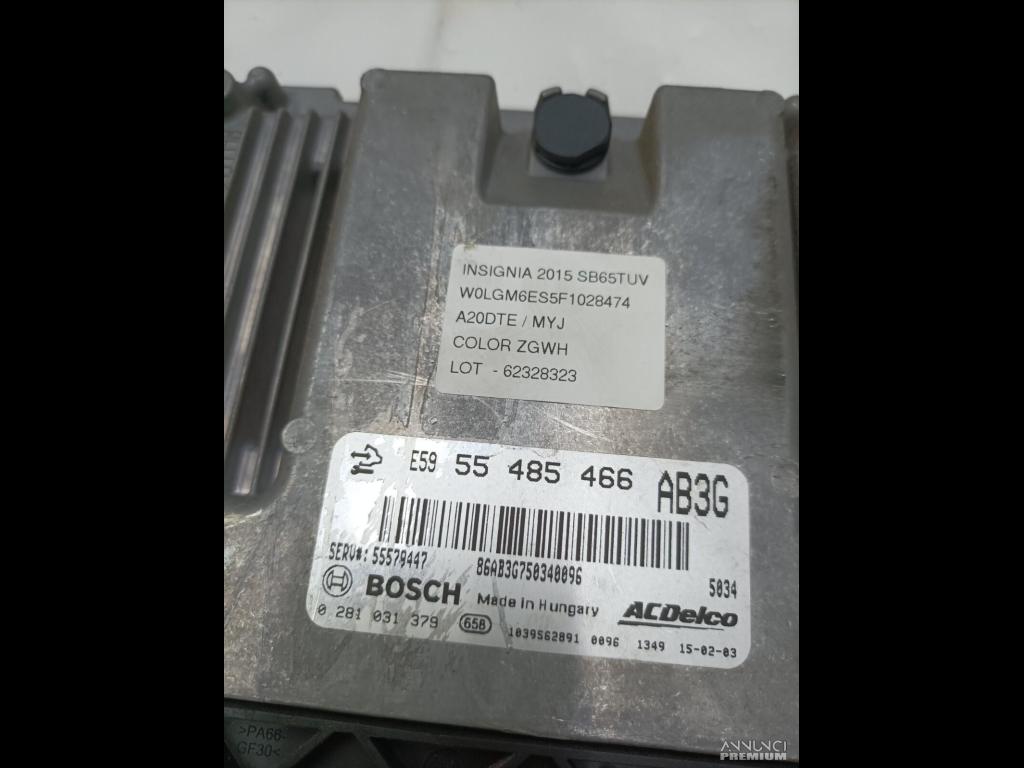 INSIGNIA 2015 SB65TUV
W0LGM6ES5F1028474
A20DTE / MYJ
COLOR ZGWH
LOT - 62328323
E59 55 485 466 AB3G
SERV#: 55579447 86AB3G750340096 5034
BOSCH Made in Hungary ACDelco
0 281 031 379 658 1039S62891 0096 1349 15-02-03
>PA66-
GF30<
ANNUNCI
PREMIUM